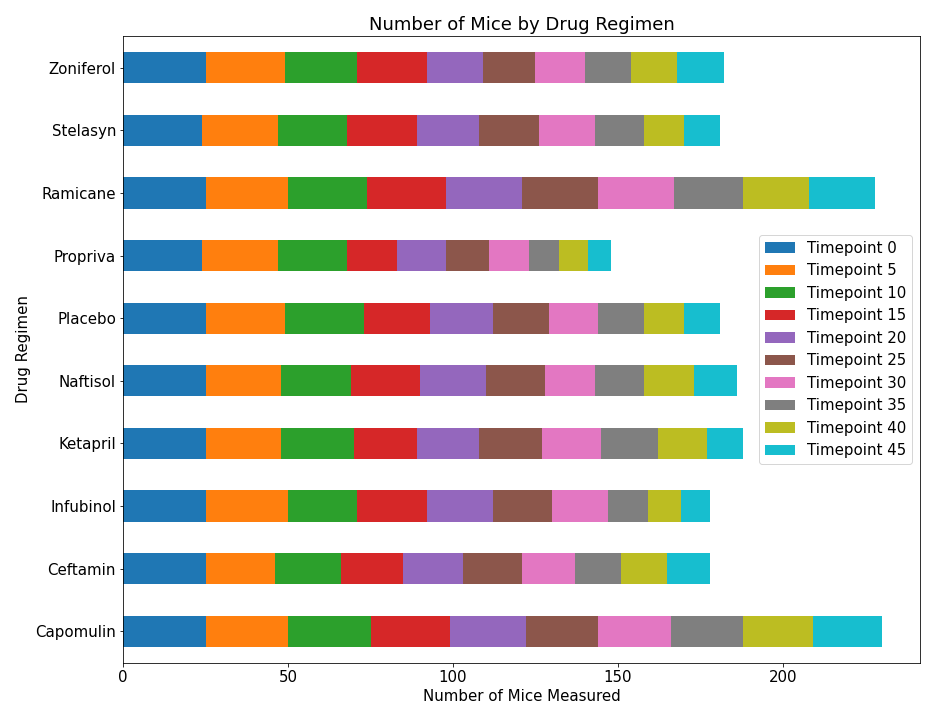 Number of Mice by Drug Regimen
Zoniferol
Stelasyn
Ramicane
Propriva
Placebo
Naftisol
Ketapril
Infubinol
Ceftamin
Capomulin
Drug Regimen
Timepoint 0
Timepoint 5
Timepoint 10
Timepoint 15
Timepoint 20
Timepoint 25
Timepoint 30
Timepoint 35
Timepoint 40
Timepoint 45
0 50 100 150 200
Number of Mice Measured